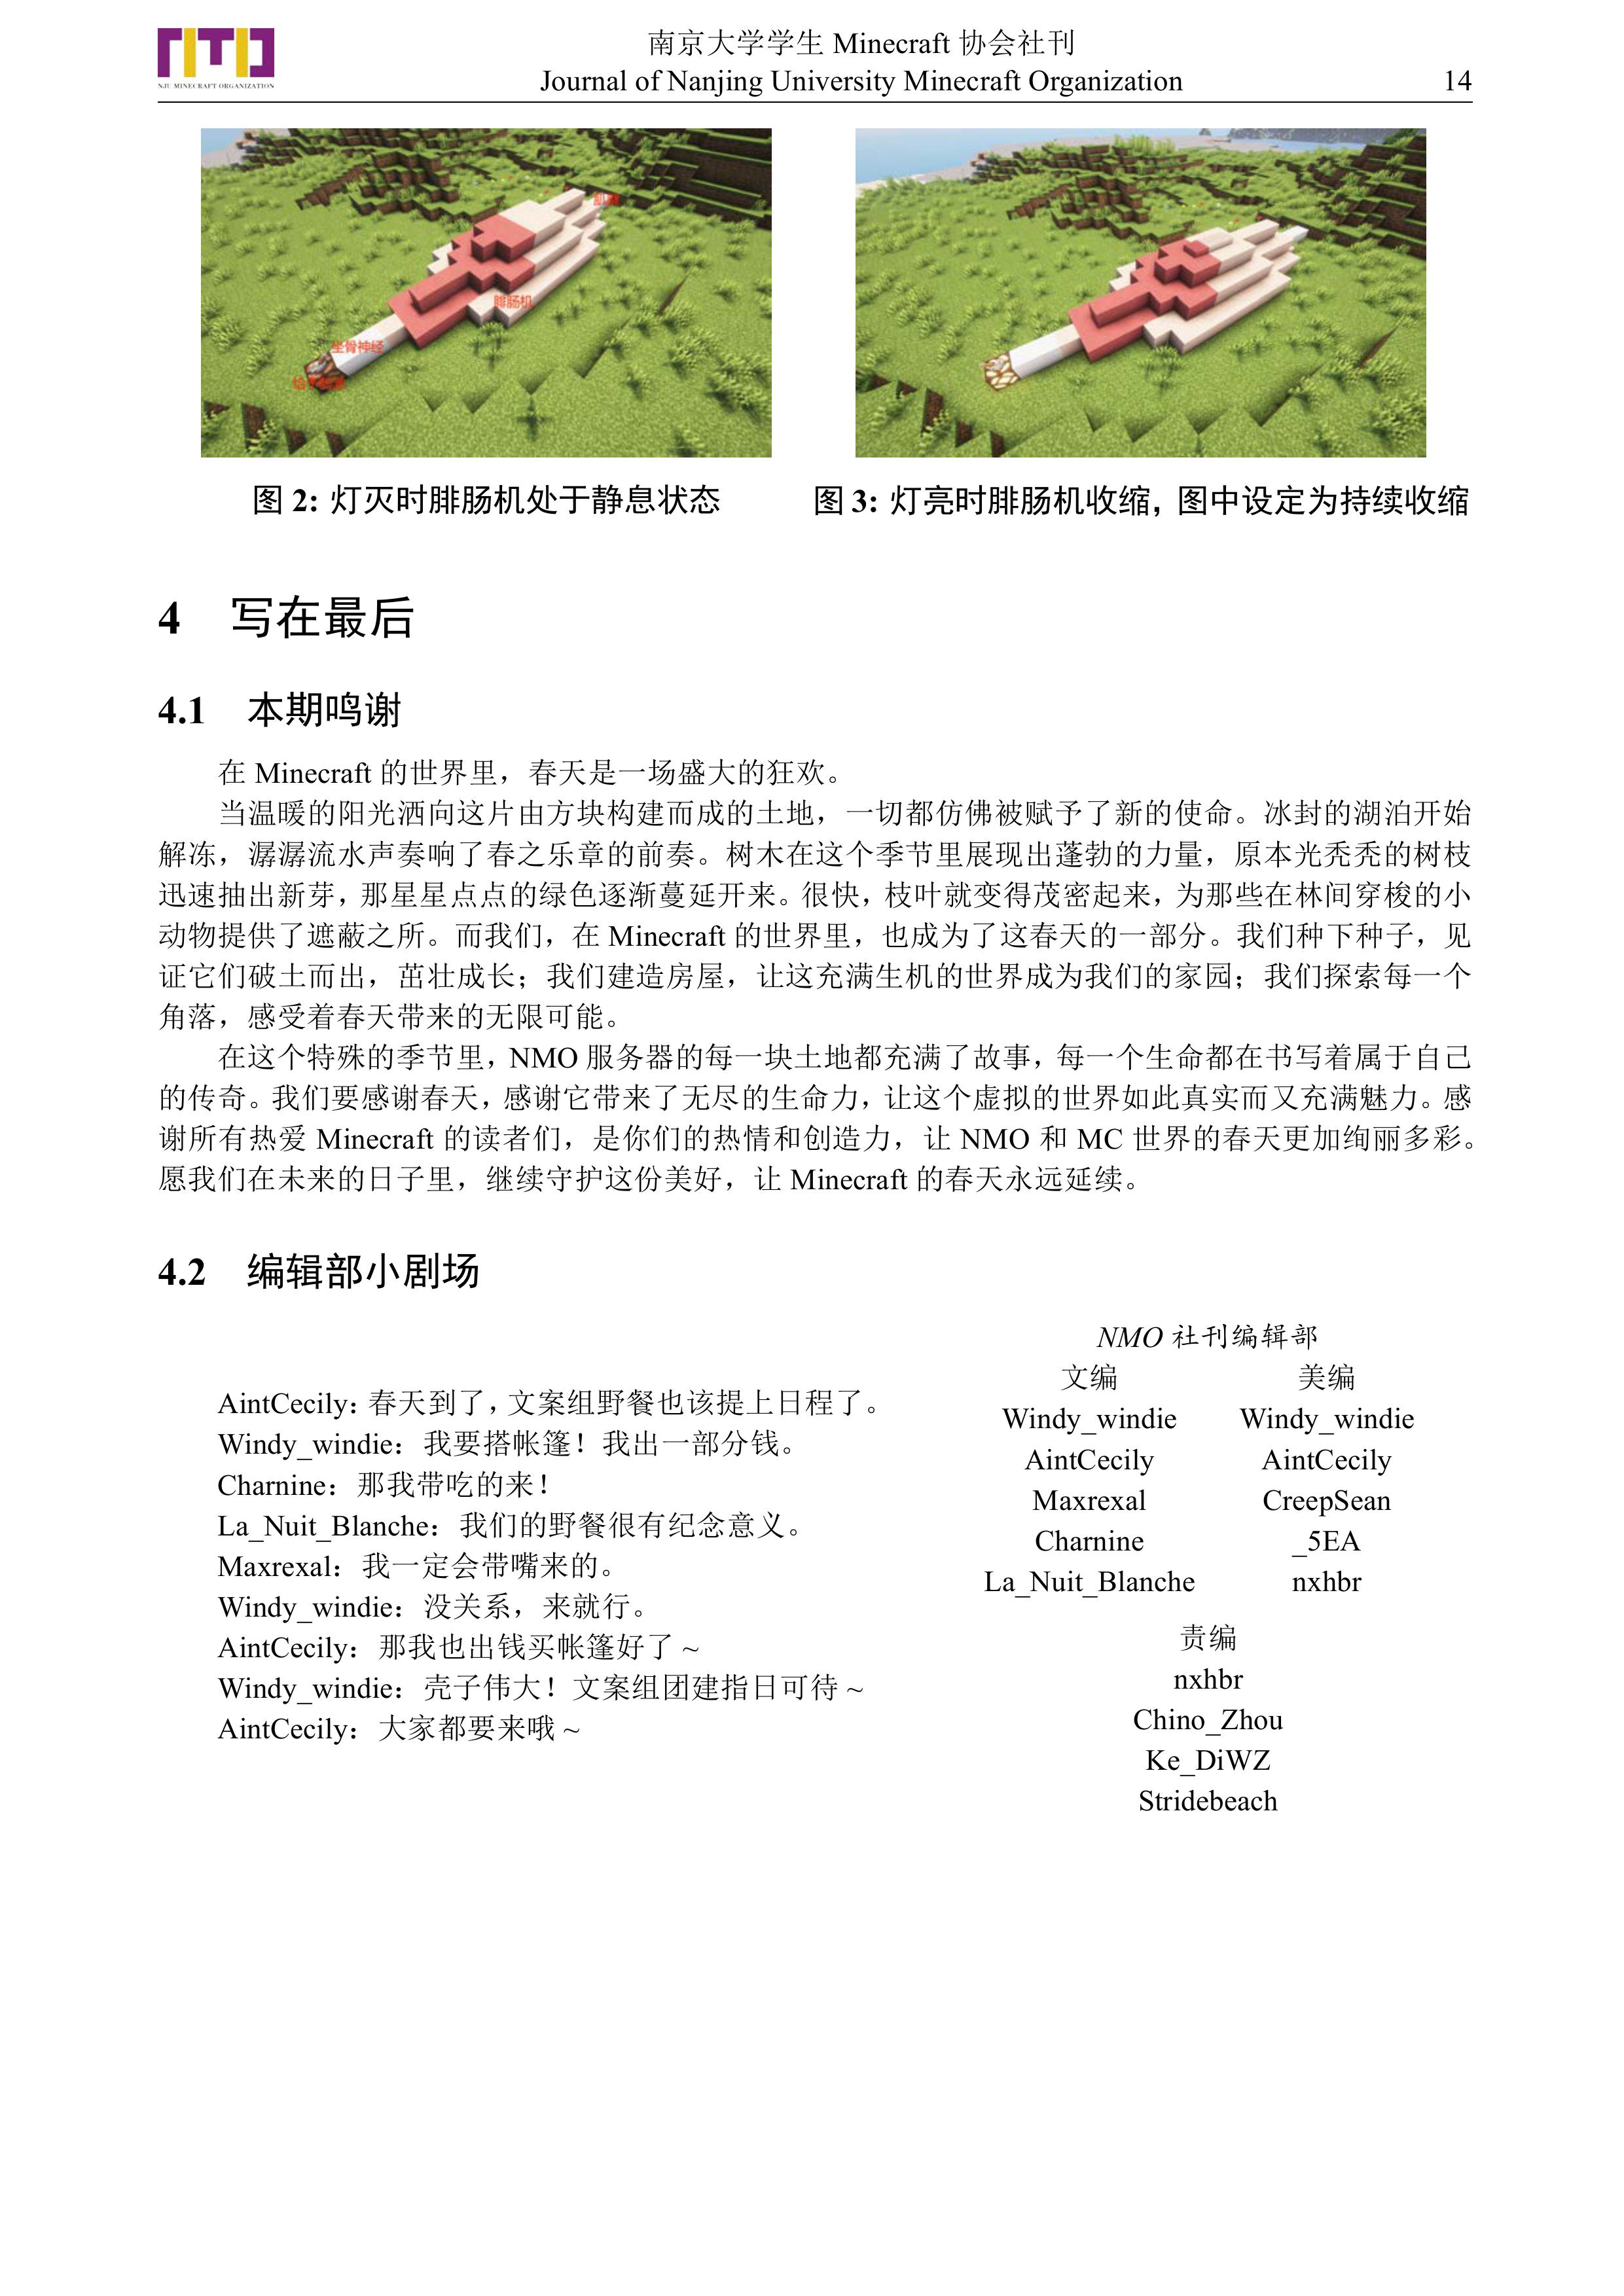 NJU MINECRAFT ORGANIZATION
南京大学学生 Minecraft 协会社刊
Journal of Nanjing University Minecraft Organization
14
腓肠机
坐骨神经
图 2: 灯灭时腓肠机处于静息状态
图 3: 灯亮时腓肠机收缩，图中设定为持续收缩
4 写在最后
4.1 本期鸣谢
在 Minecraft 的世界里，春天是一场盛大的狂欢。
当温暖的阳光洒向这片由方块构建而成的土地，一切都仿佛被赋予了新的使命。冰封的湖泊开始
解冻，潺潺流水声奏响了春之乐章的前奏。树木在这个季节里展现出蓬勃的力量，原本光秃秃的树枝
迅速抽出新芽，那星星点点的绿色逐渐蔓延开来。很快，枝叶就变得茂密起来，为那些在林间穿梭的小
动物提供了遮蔽之所。而我们，在 Minecraft 的世界里，也成为了这春天的一部分。我们种下种子，见
证它们破土而出，茁壮成长；我们建造房屋，让这充满生机的世界成为我们的家园；我们探索每一个
角落，感受着春天带来的无限可能。
在这个特殊的季节里，NMO 服务器的每一块土地都充满了故事，每一个生命都在书写着属于自己
的传奇。我们要感谢春天，感谢它带来了无尽的生命力，让这个虚拟的世界如此真实而又充满魅力。感
谢所有热爱 Minecraft 的读者们，是你们的热情和创造力，让 NMO 和 MC 世界的春天更加绚丽多彩。
愿我们在未来的日子里，继续守护这份美好，让 Minecraft 的春天永远延续。
4.2 编辑部小剧场
AintCecily：春天到了，文案组野餐也该提上日程了。
Windy_windie：我要搭帐篷！我出一部分钱。
Charnine：那我带吃的来！
La_Nuit_Blanche：我们的野餐很有纪念意义。
Maxrexal：我一定会带嘴来的。
Windy_windie：没关系，来就行。
AintCecily：那我也出钱买帐篷好了 ~
Windy_windie：壳子伟大！文案组团建指日可待 ~
AintCecily：大家都要来哦 ~
NMO 社刊编辑部
文编 美编
Windy_windie Windy_windie
AintCecily AintCecily
Maxrexal CreepSean
Charnine _5EA
La_Nuit_Blanche nxhbr
责编
nxhbr
Chino_Zhou
Ke_DiWZ
Stridebeach